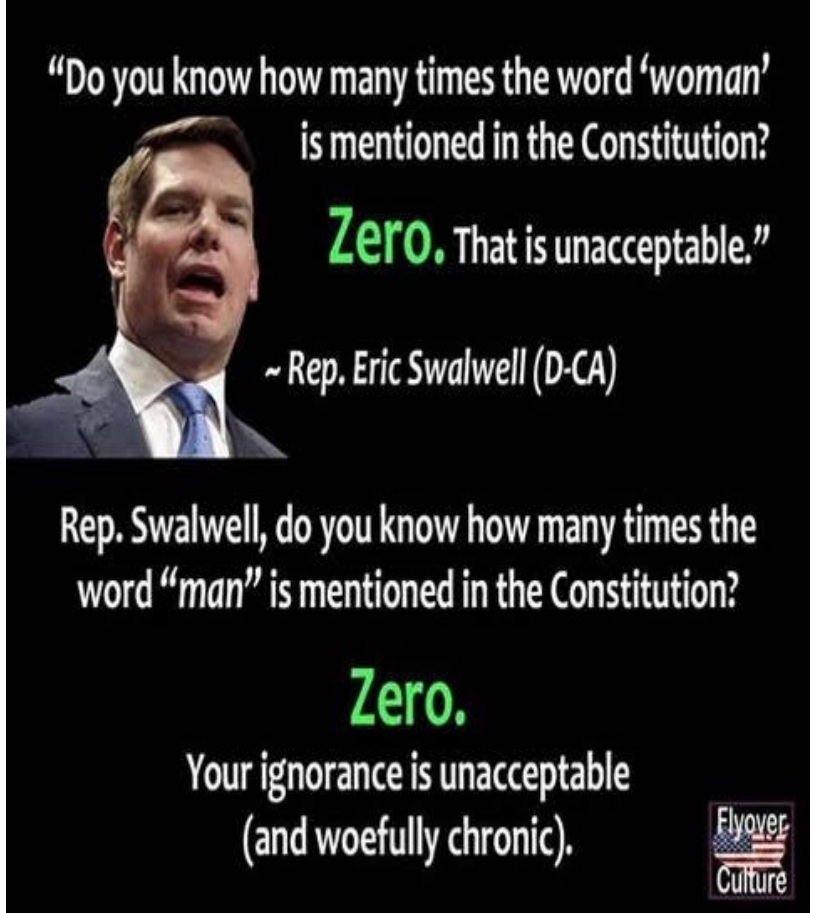 “Do you know how many times the word ‘woman’
is mentioned in the Constitution?
Zero. That is unacceptable.”
~ Rep. Eric Swalwell (D-CA)
Rep. Swalwell, do you know how many times the
word “man” is mentioned in the Constitution?
Zero.
Your ignorance is unacceptable
(and woefully chronic).
Flyover
Culture